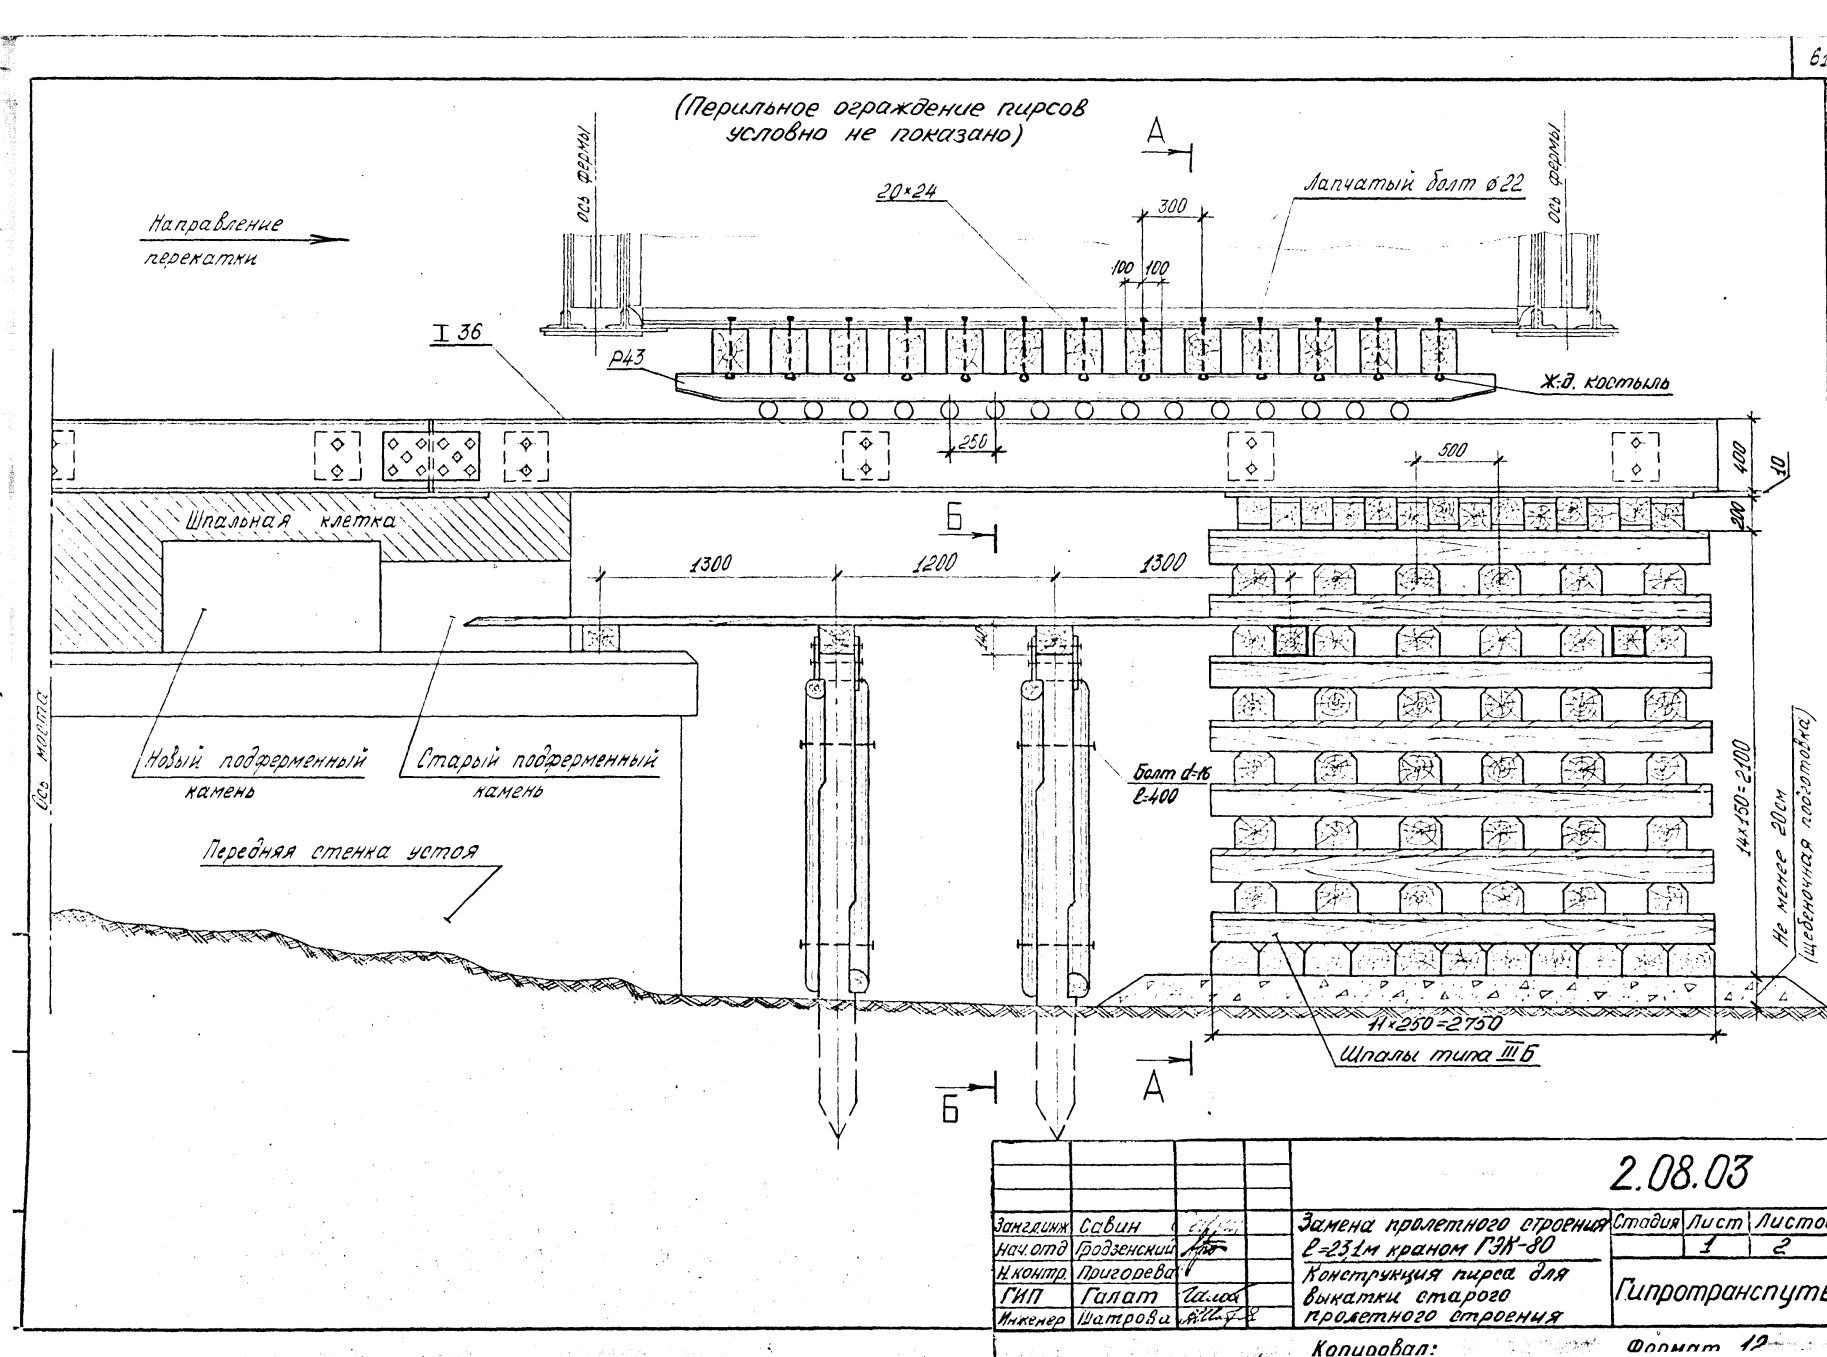 61
(Перильное ограждение пирсов
условно не показано)
А
ось фермы
ось фермы
20×24
300
Лапчатый болт ø22
Направление
перекатки
100
100
I 36
Р43
Ж.д. костыль
250
500
400
10
Шпальная клетка
Б
200
1300
1200
1300
140
Ось моста
Новый подферменный
камень
Старый подферменный
камень
Болт d=16
ℓ=400
14×150=2100
Не менее 20см
(щебеночная подготовка)
Передняя стенка устоя
11×250=2750
Шпалы типа III Б
Б
А
2.08.03
Зам.гл.инж Савин
Нач.отд Гродзенский
Н.контр. Пригорева
ГИП Галат
Инженер Шатрова
Замена пролетного строения
ℓ=23,1м краном ГЭК-80
Конструкция пирса для
выкатки старого
пролетного строения
Стадия Лист Листо
1 2
Гипротранспуть
Копировал:
Формат 12